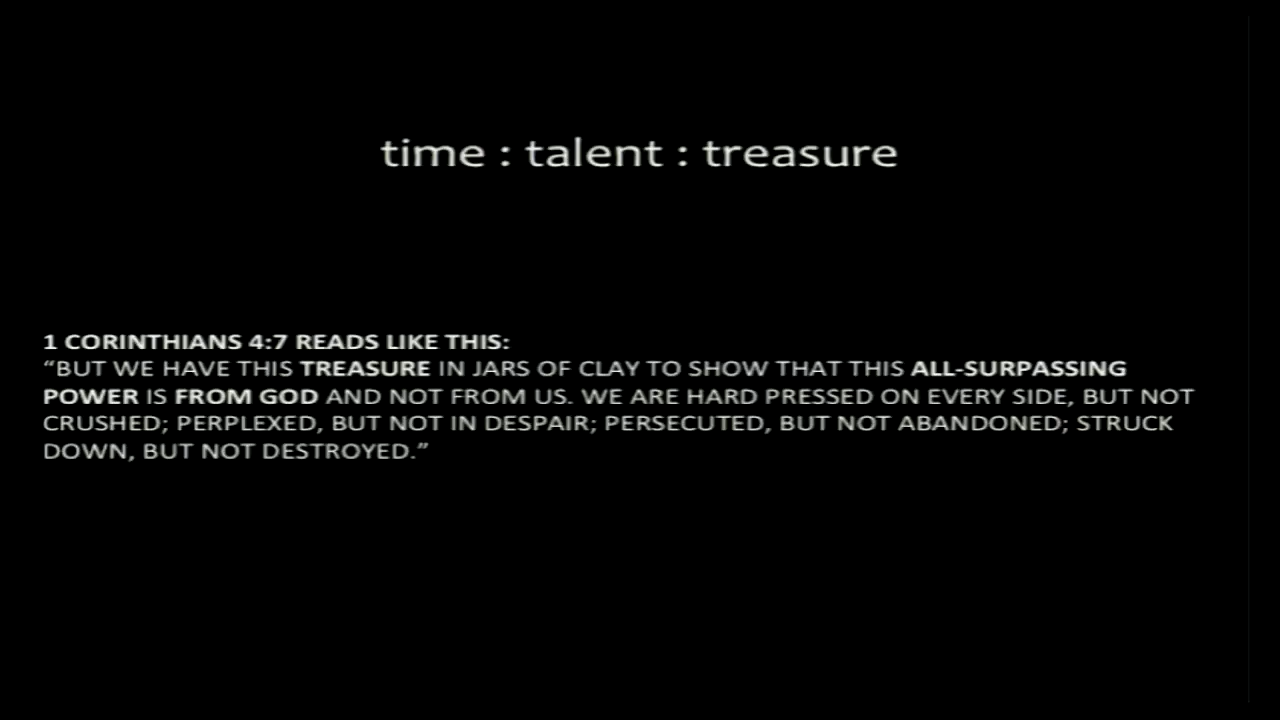 time : talent : treasure
1 CORINTHIANS 4:7 READS LIKE THIS:
“BUT WE HAVE THIS TREASURE IN JARS OF CLAY TO SHOW THAT THIS ALL-SURPASSING
POWER IS FROM GOD AND NOT FROM US. WE ARE HARD PRESSED ON EVERY SIDE, BUT NOT
CRUSHED; PERPLEXED, BUT NOT IN DESPAIR; PERSECUTED, BUT NOT ABANDONED; STRUCK
DOWN, BUT NOT DESTROYED.”